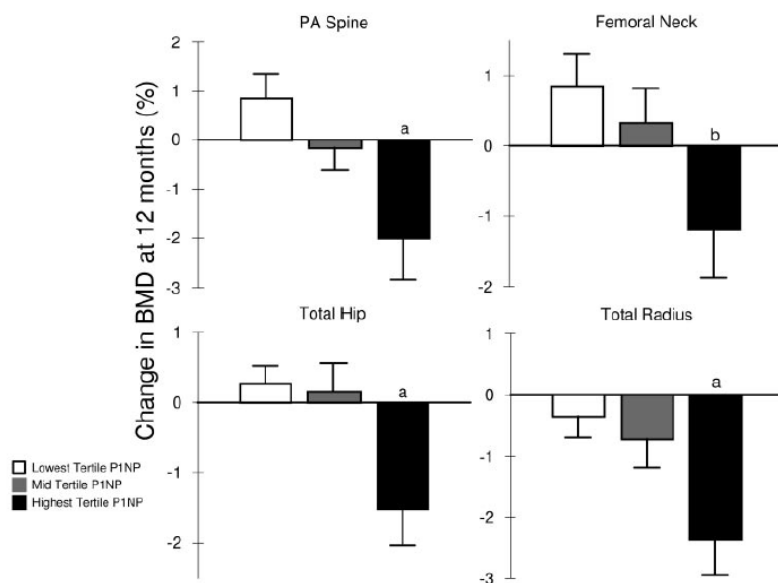 PA Spine
Femoral Neck
Change in BMD at 12 months (%)
2
1
0
-1
-2
-3
a
1
0
-1
-2
b
Total Hip
Total Radius
1
0
-1
-2
a
1
0
-1
-2
-3
a
Lowest Tertile P1NP
Mid Tertile P1NP
Highest Tertile P1NP